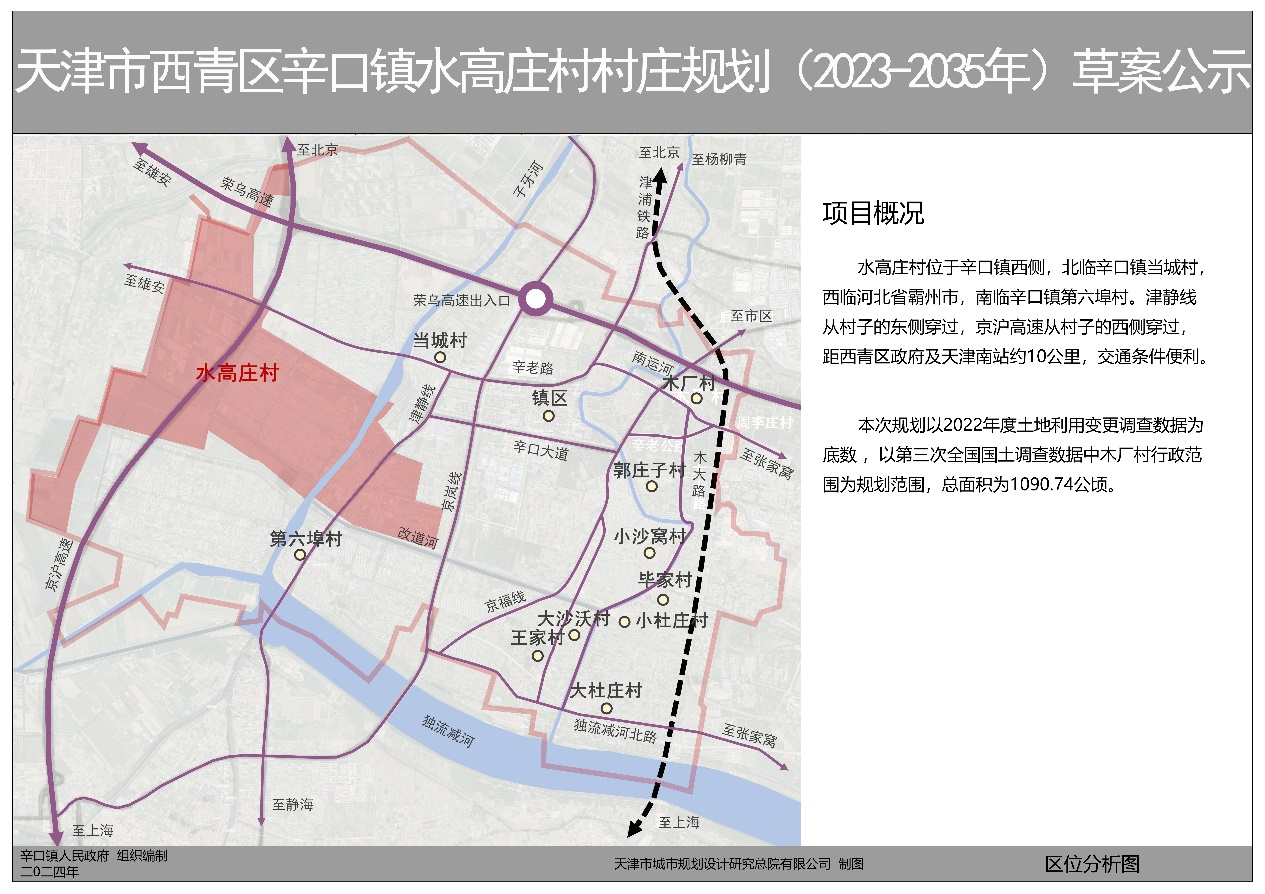 天津市西青区辛口镇水高庄村村庄规划（2023-2035年）草案公示
至北京
至雄安
荣乌高速
子牙河
至北京
至杨柳青
津浦铁路
至雄安
荣乌高速出入口
至市区
当城村
辛老路
南运河
木厂村
水高庄村
津静线
镇区
周李庄村
辛口大道
辛老公路
木大路
至张家窝
郭庄子村
京岚线
第六埠村
改道河
小沙窝村
京沪高速
毕家村
京福线
大沙沃村
小杜庄村
王家村
大杜庄村
独流减河
独流减河北路
至张家窝
至静海
至上海
至上海
项目概况
水高庄村位于辛口镇西侧，北临辛口镇当城村，
西临河北省霸州市，南临辛口镇第六埠村。津静线
从村子的东侧穿过，京沪高速从村子的西侧穿过，
距西青区政府及天津南站约10公里，交通条件便利。
本次规划以2022年度土地利用变更调查数据为
底数 ，以第三次全国国土调查数据中木厂村行政范
围为规划范围，总面积为1090.74公顷。
辛口镇人民政府 组织编制
二〇二四年
天津市城市规划设计研究总院有限公司 制图
区位分析图